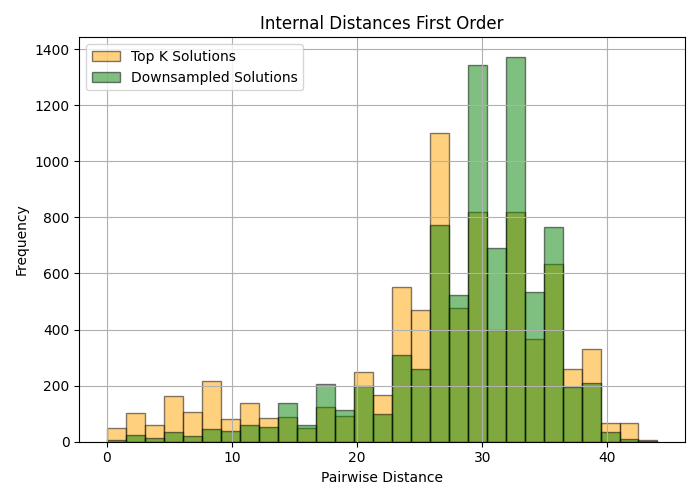 Internal Distances First Order
Top K Solutions
Downsampled Solutions
1400
1200
1000
800
600
400
200
0
Frequency
0 10 20 30 40
Pairwise Distance